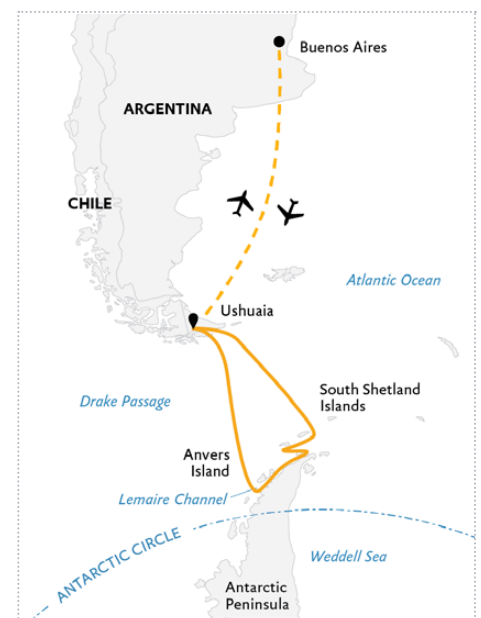 Buenos Aires
ARGENTINA
CHILE
Atlantic Ocean
Ushuaia
South Shetland
Islands
Drake Passage
Anvers
Island
Lemaire Channel
ANTARCTIC CIRCLE
Weddell Sea
Antarctic
Peninsula